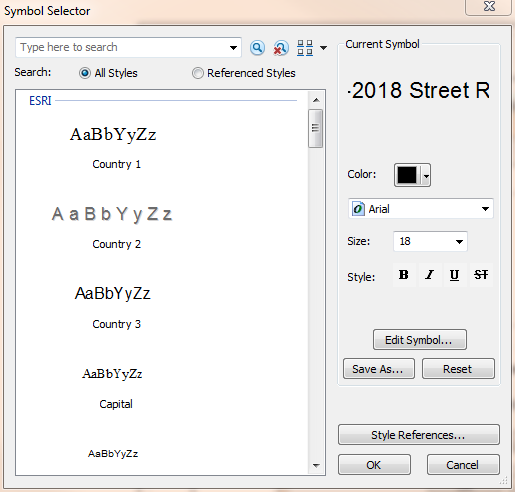 Symbol Selector
Type here to search
Search:
All Styles
Referenced Styles
ESRI
AaBbYyZz
Country 1
AaBbYyZz
Country 2
AaBbYyZz
Country 3
AaBbYyZz
Capital
AaBbYyZz
Current Symbol
-2018 Street R
Color:
Arial
Size:
18
Style:
B I U ST
Edit Symbol...
Save As...
Reset
Style References...
OK
Cancel